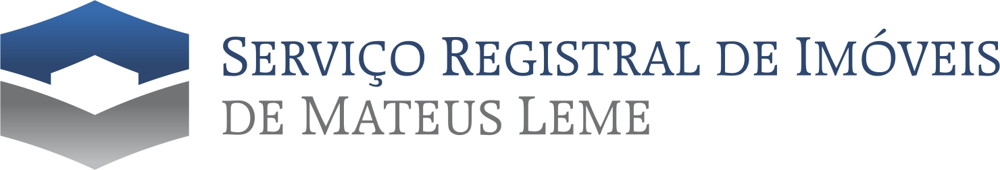 SERVIÇO REGISTRAL DE IMÓVEIS
DE MATEUS LEME